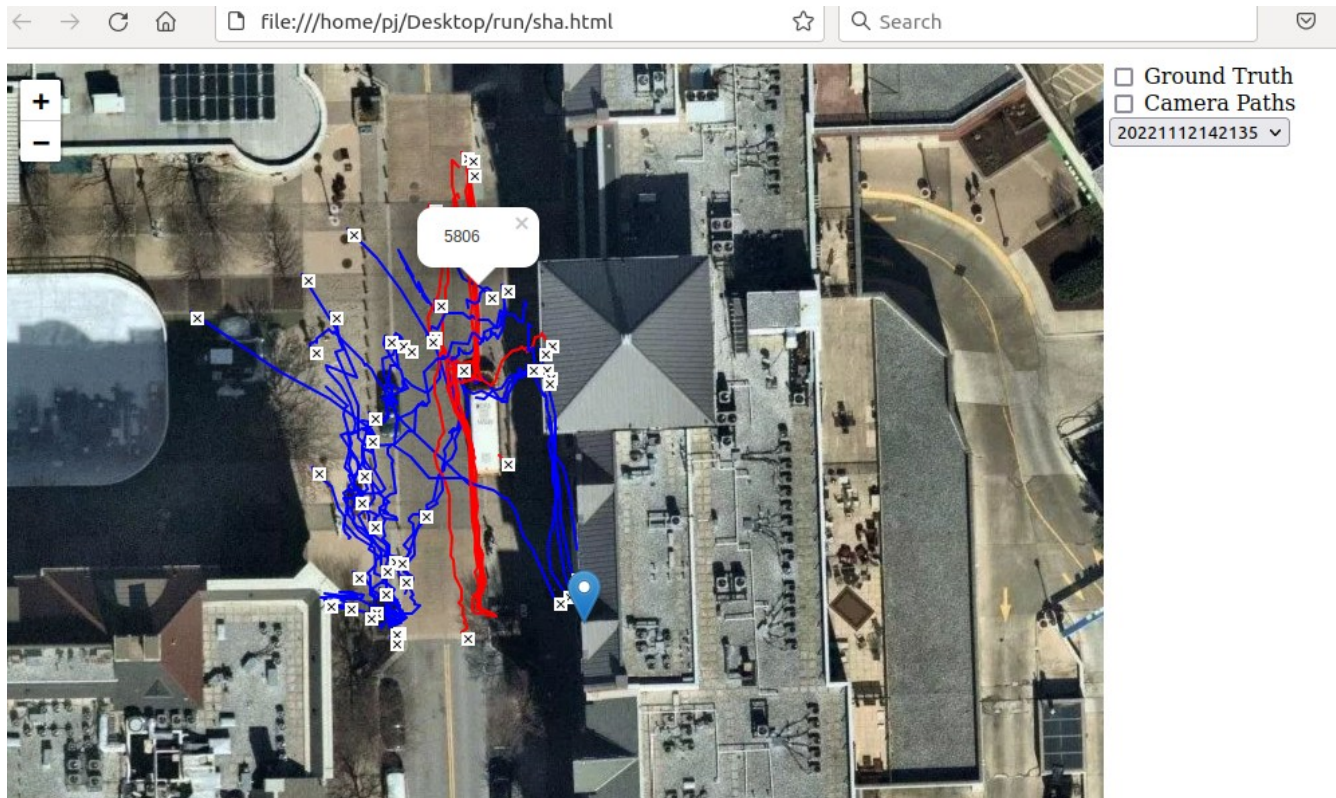 file:///home/pj/Desktop/run/sha.html
Search
+
−
Ground Truth
Camera Paths
20221112142135
5806
×